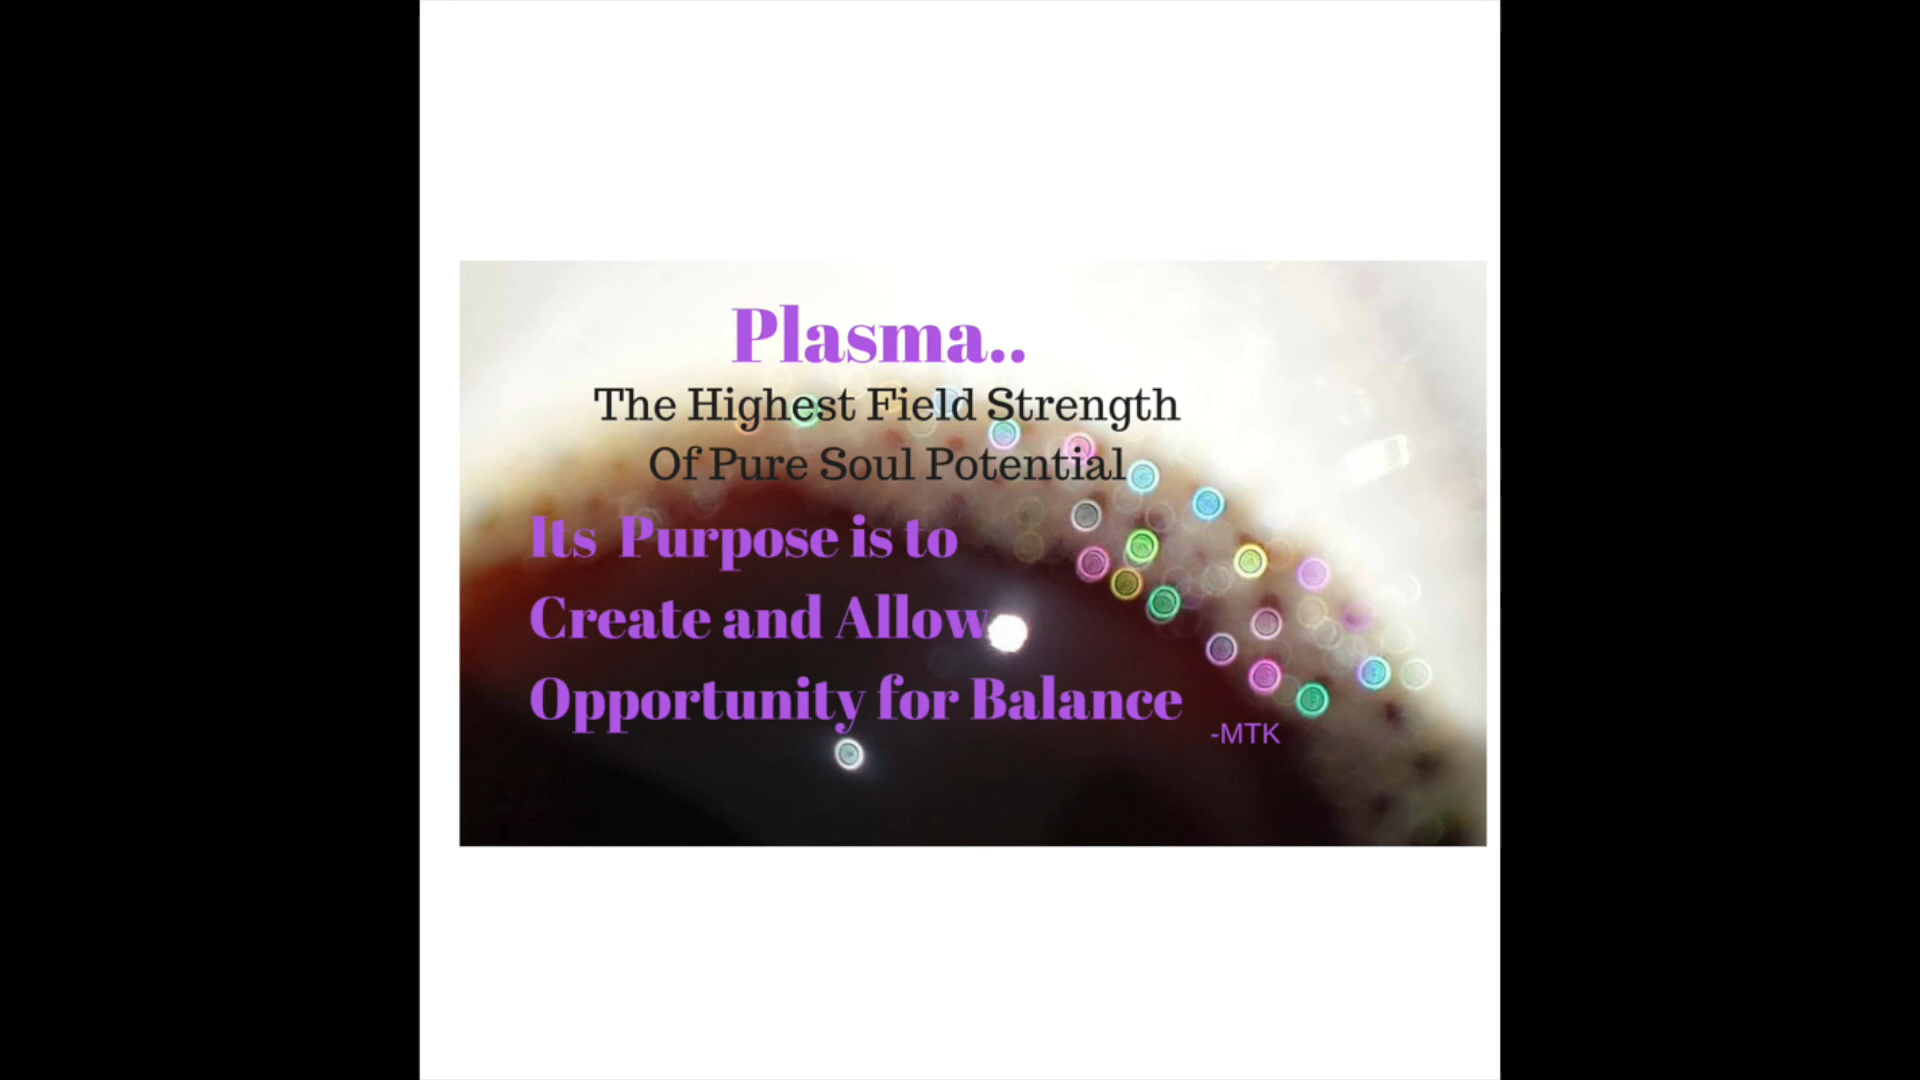 Plasma..
The Highest Field Strength
Of Pure Soul Potential
Its Purpose is to
Create and Allow
Opportunity for Balance
-MTK